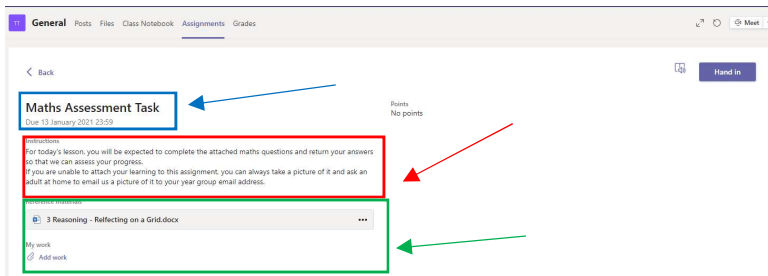 TT General Posts Files Class Notebook Assignments Grades Meet
Back
Hand in
Maths Assessment Task
Due 13 January 2021 23:59
Points
No points
Instructions
For today's lesson, you will be expected to complete the attached maths questions and return your answers
so that we can assess your progress.
If you are unable to attach your learning to this assignment, you can always take a picture of it and ask an
adult at home to email us a picture of it to your year group email address.
Reference materials
3 Reasoning - Relfecting on a Grid.docx
My work
Add work